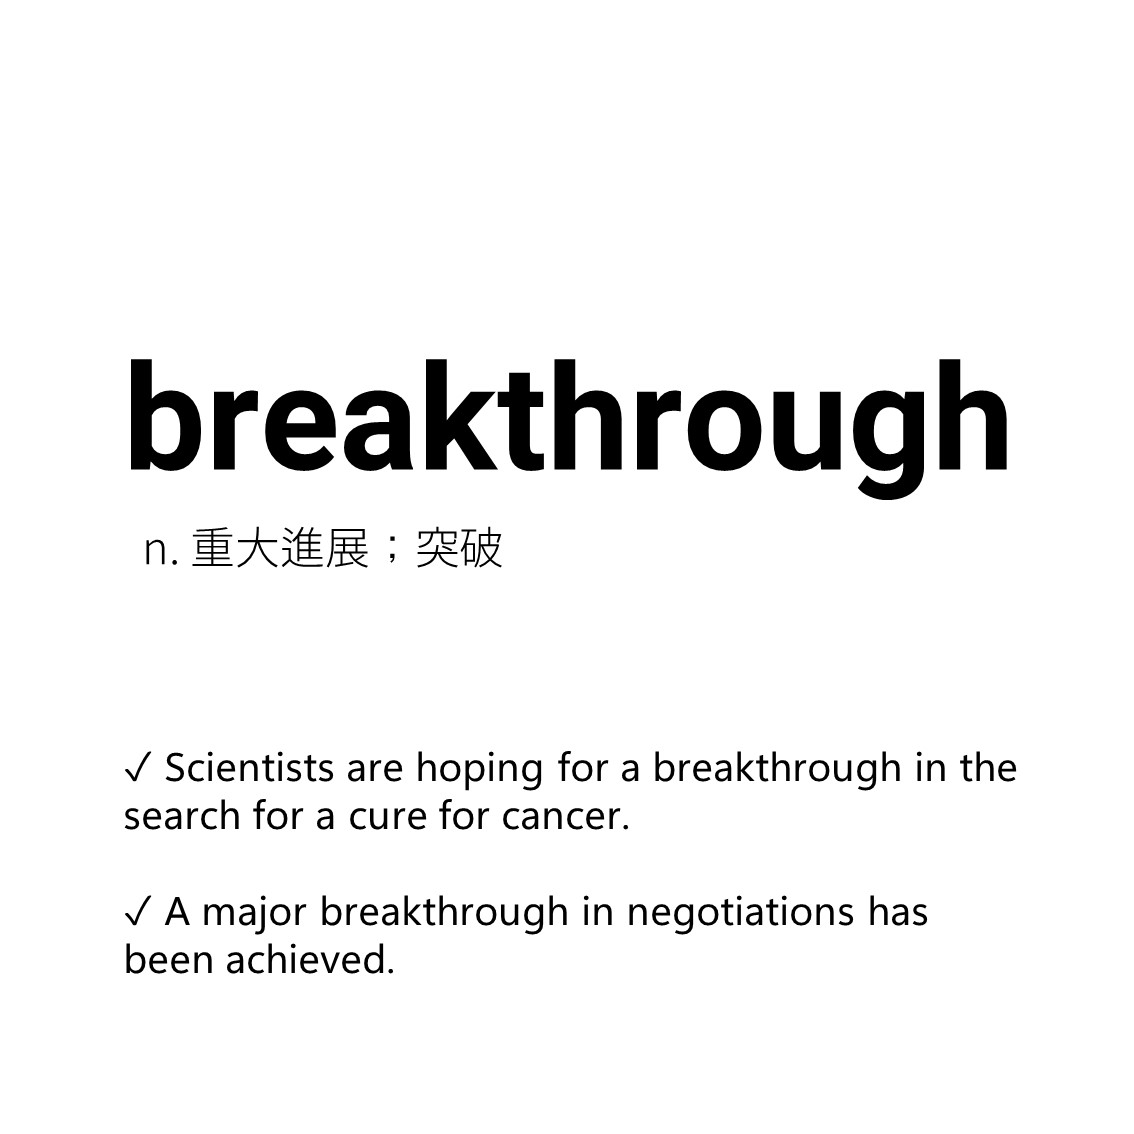 breakthrough
n. 重大進展；突破
✓ Scientists are hoping for a breakthrough in the
search for a cure for cancer.
✓ A major breakthrough in negotiations has
been achieved.